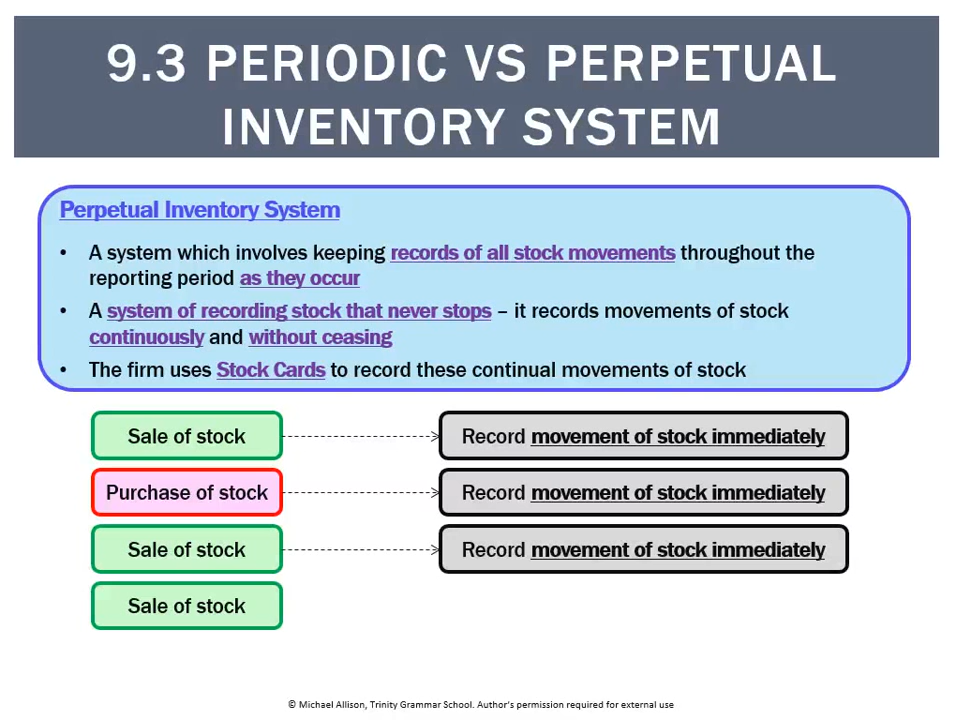 9.3 PERIODIC VS PERPETUAL
INVENTORY SYSTEM
Perpetual Inventory System
• A system which involves keeping records of all stock movements throughout the
reporting period as they occur
• A system of recording stock that never stops – it records movements of stock
continuously and without ceasing
• The firm uses Stock Cards to record these continual movements of stock
Sale of stock
Record movement of stock immediately
Purchase of stock
Record movement of stock immediately
Sale of stock
Record movement of stock immediately
Sale of stock
© Michael Allison, Trinity Grammar School. Author's permission required for external use